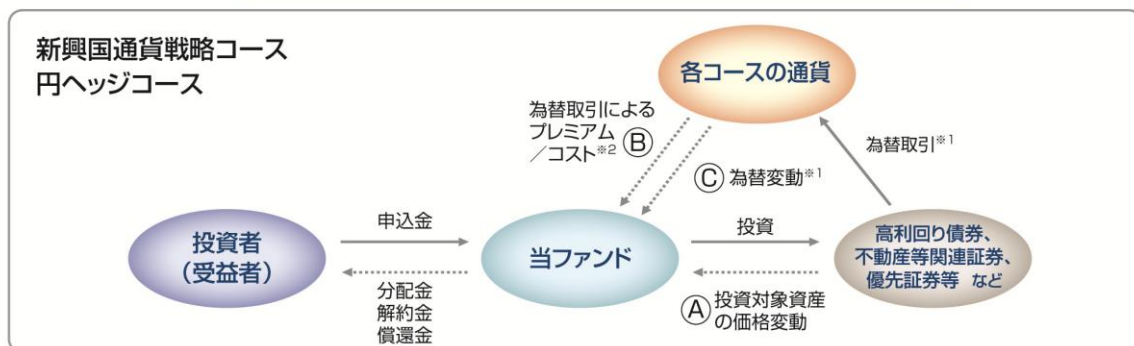 新興国通貨戦略コース
円ヘッジコース
各コースの通貨
為替取引による
プレミアム
／コスト※2
Ⓑ
Ⓒ 為替変動※1
為替取引※1
投資者
（受益者）
申込金
分配金
解約金
償還金
当ファンド
投資
Ⓐ
投資対象資産
の価格変動
高利回り債券、
不動産等関連証券、
優先証券等 など